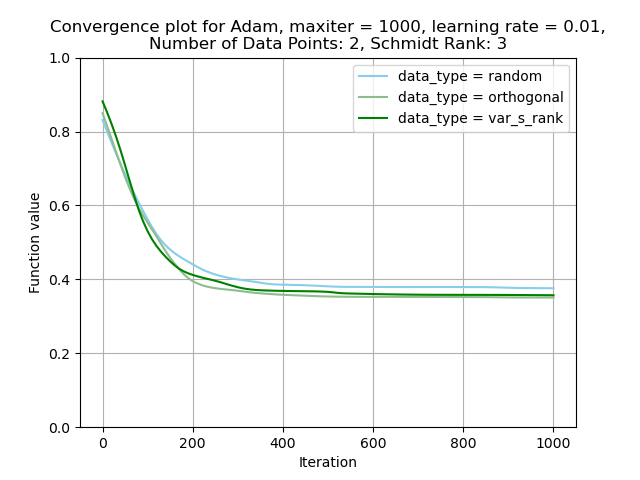 Convergence plot for Adam, maxiter = 1000, learning rate = 0.01,
Number of Data Points: 2, Schmidt Rank: 3
1.0
0.8
0.6
0.4
0.2
0.0
Function value
data_type = random
data_type = orthogonal
data_type = var_s_rank
0 200 400 600 800 1000
Iteration